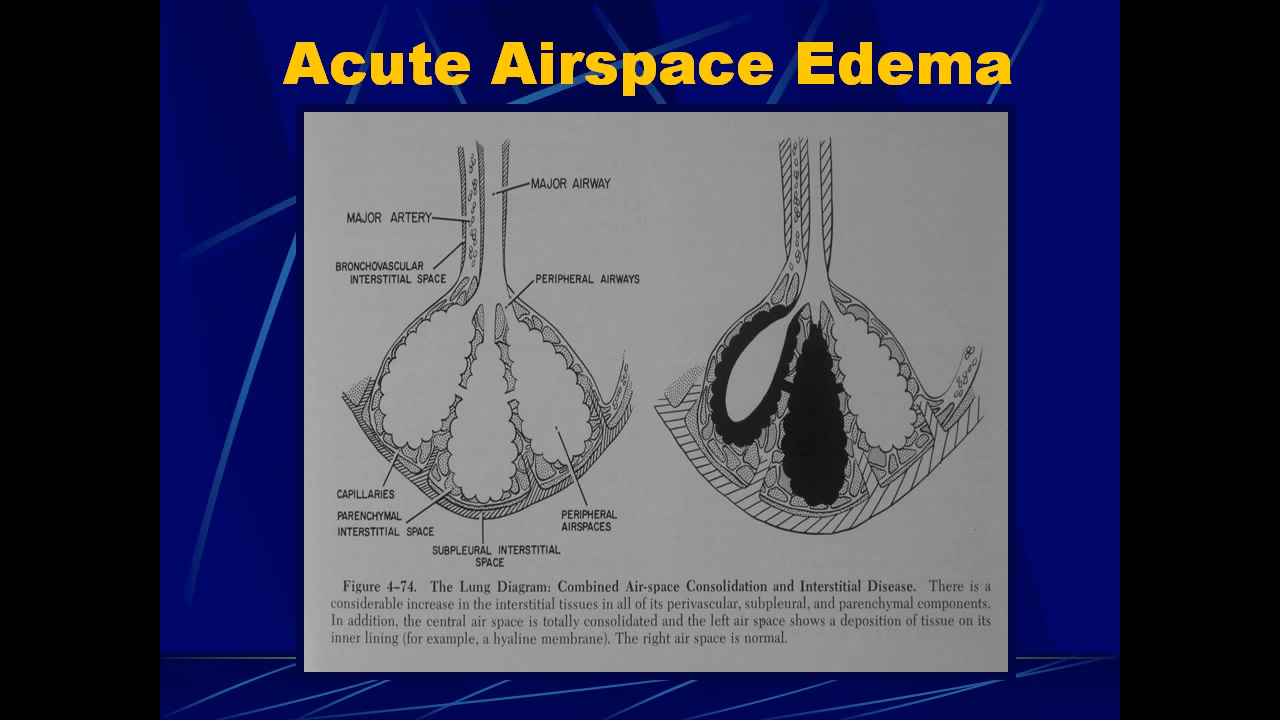 Acute Airspace Edema
MAJOR AIRWAY
MAJOR ARTERY
BRONCHOVASCULAR
INTERSTITIAL SPACE
PERIPHERAL AIRWAYS
CAPILLARIES
PARENCHYMAL
INTERSTITIAL SPACE
PERIPHERAL
AIRSPACES
SUBPLEURAL INTERSTITIAL
SPACE
Figure 4–74. The Lung Diagram: Combined Air-space Consolidation and Interstitial Disease. There is a
considerable increase in the interstitial tissues in all of its perivascular, subpleural, and parenchymal components.
In addition, the central air space is totally consolidated and the left air space shows a deposition of tissue on its
inner lining (for example, a hyaline membrane). The right air space is normal.